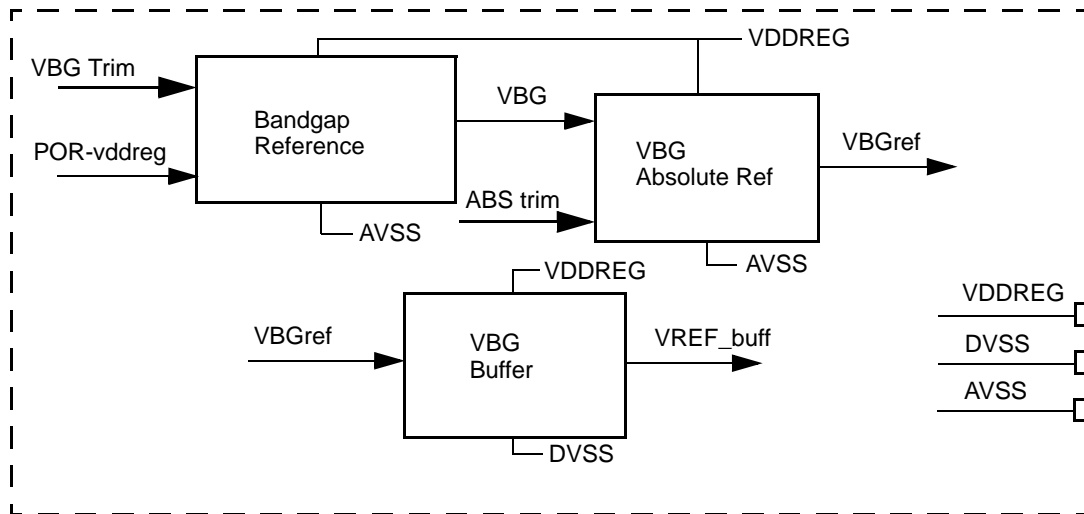 VDDREG
VBG Trim
VBG
Bandgap
Reference
VBG
Absolute Ref
VBGref
POR-vddreg
ABS trim
AVSS
AVSS
VDDREG
VDDREG
VBGref
VBG
Buffer
VREF_buff
DVSS
AVSS
DVSS